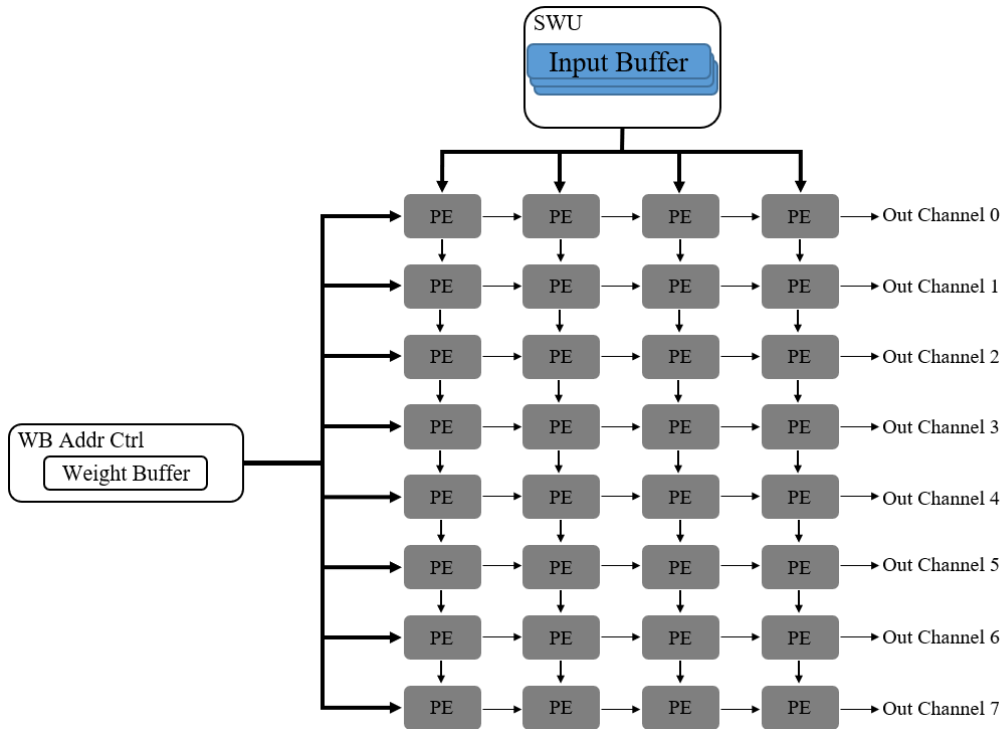 SWU
Input Buffer
PE PE PE PE Out Channel 0
PE PE PE PE Out Channel 1
PE PE PE PE Out Channel 2
PE PE PE PE Out Channel 3
WB Addr Ctrl
Weight Buffer
PE PE PE PE Out Channel 4
PE PE PE PE Out Channel 5
PE PE PE PE Out Channel 6
PE PE PE PE Out Channel 7